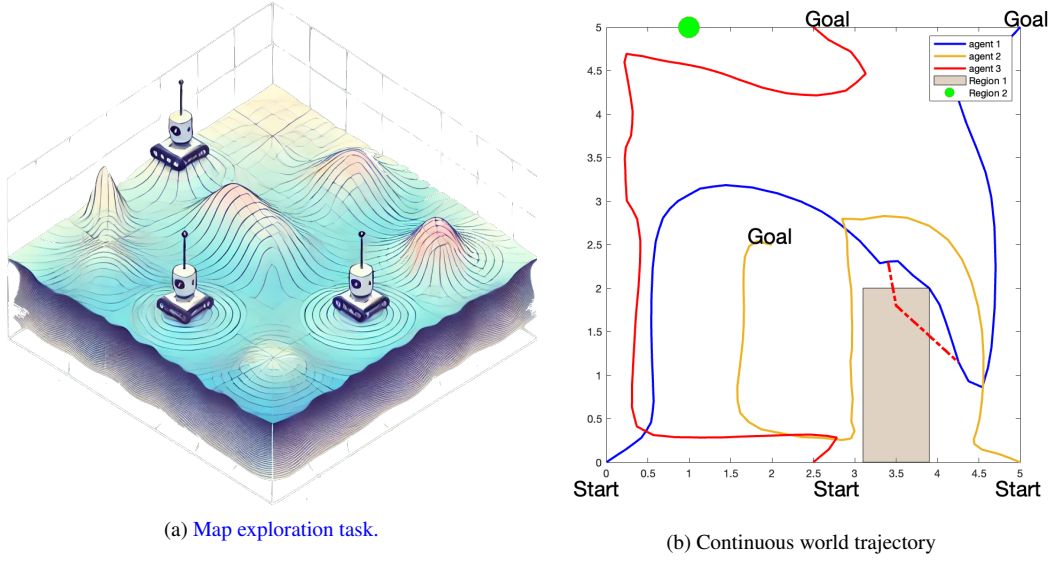 Goal
Goal
5
agent 1
agent 2
agent 3
Region 1
Region 2
4.5
4
3.5
3
2.5
Goal
2
1.5
1
0.5
0
0 0.5 1 1.5 2 2.5 3 3.5 4 4.5 5
Start Start Start
(a) Map exploration task.
(b) Continuous world trajectory